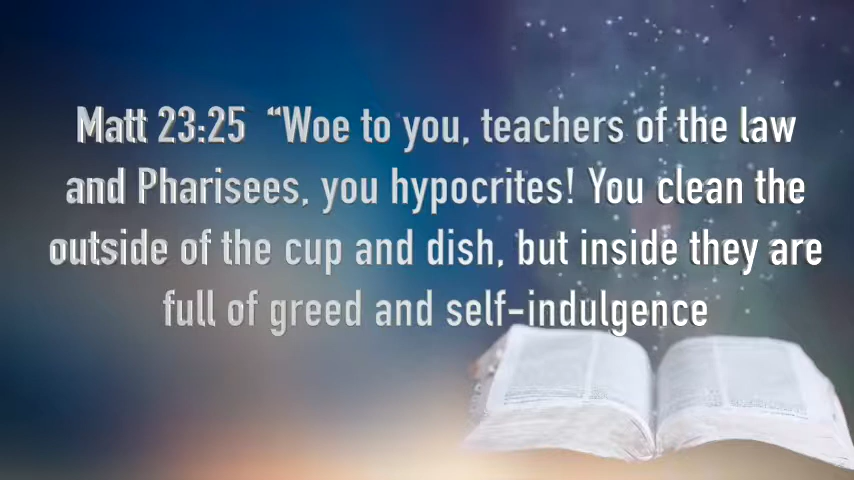 Matt 23:25 “Woe to you, teachers of the law
and Pharisees, you hypocrites! You clean the
outside of the cup and dish, but inside they are
full of greed and self-indulgence